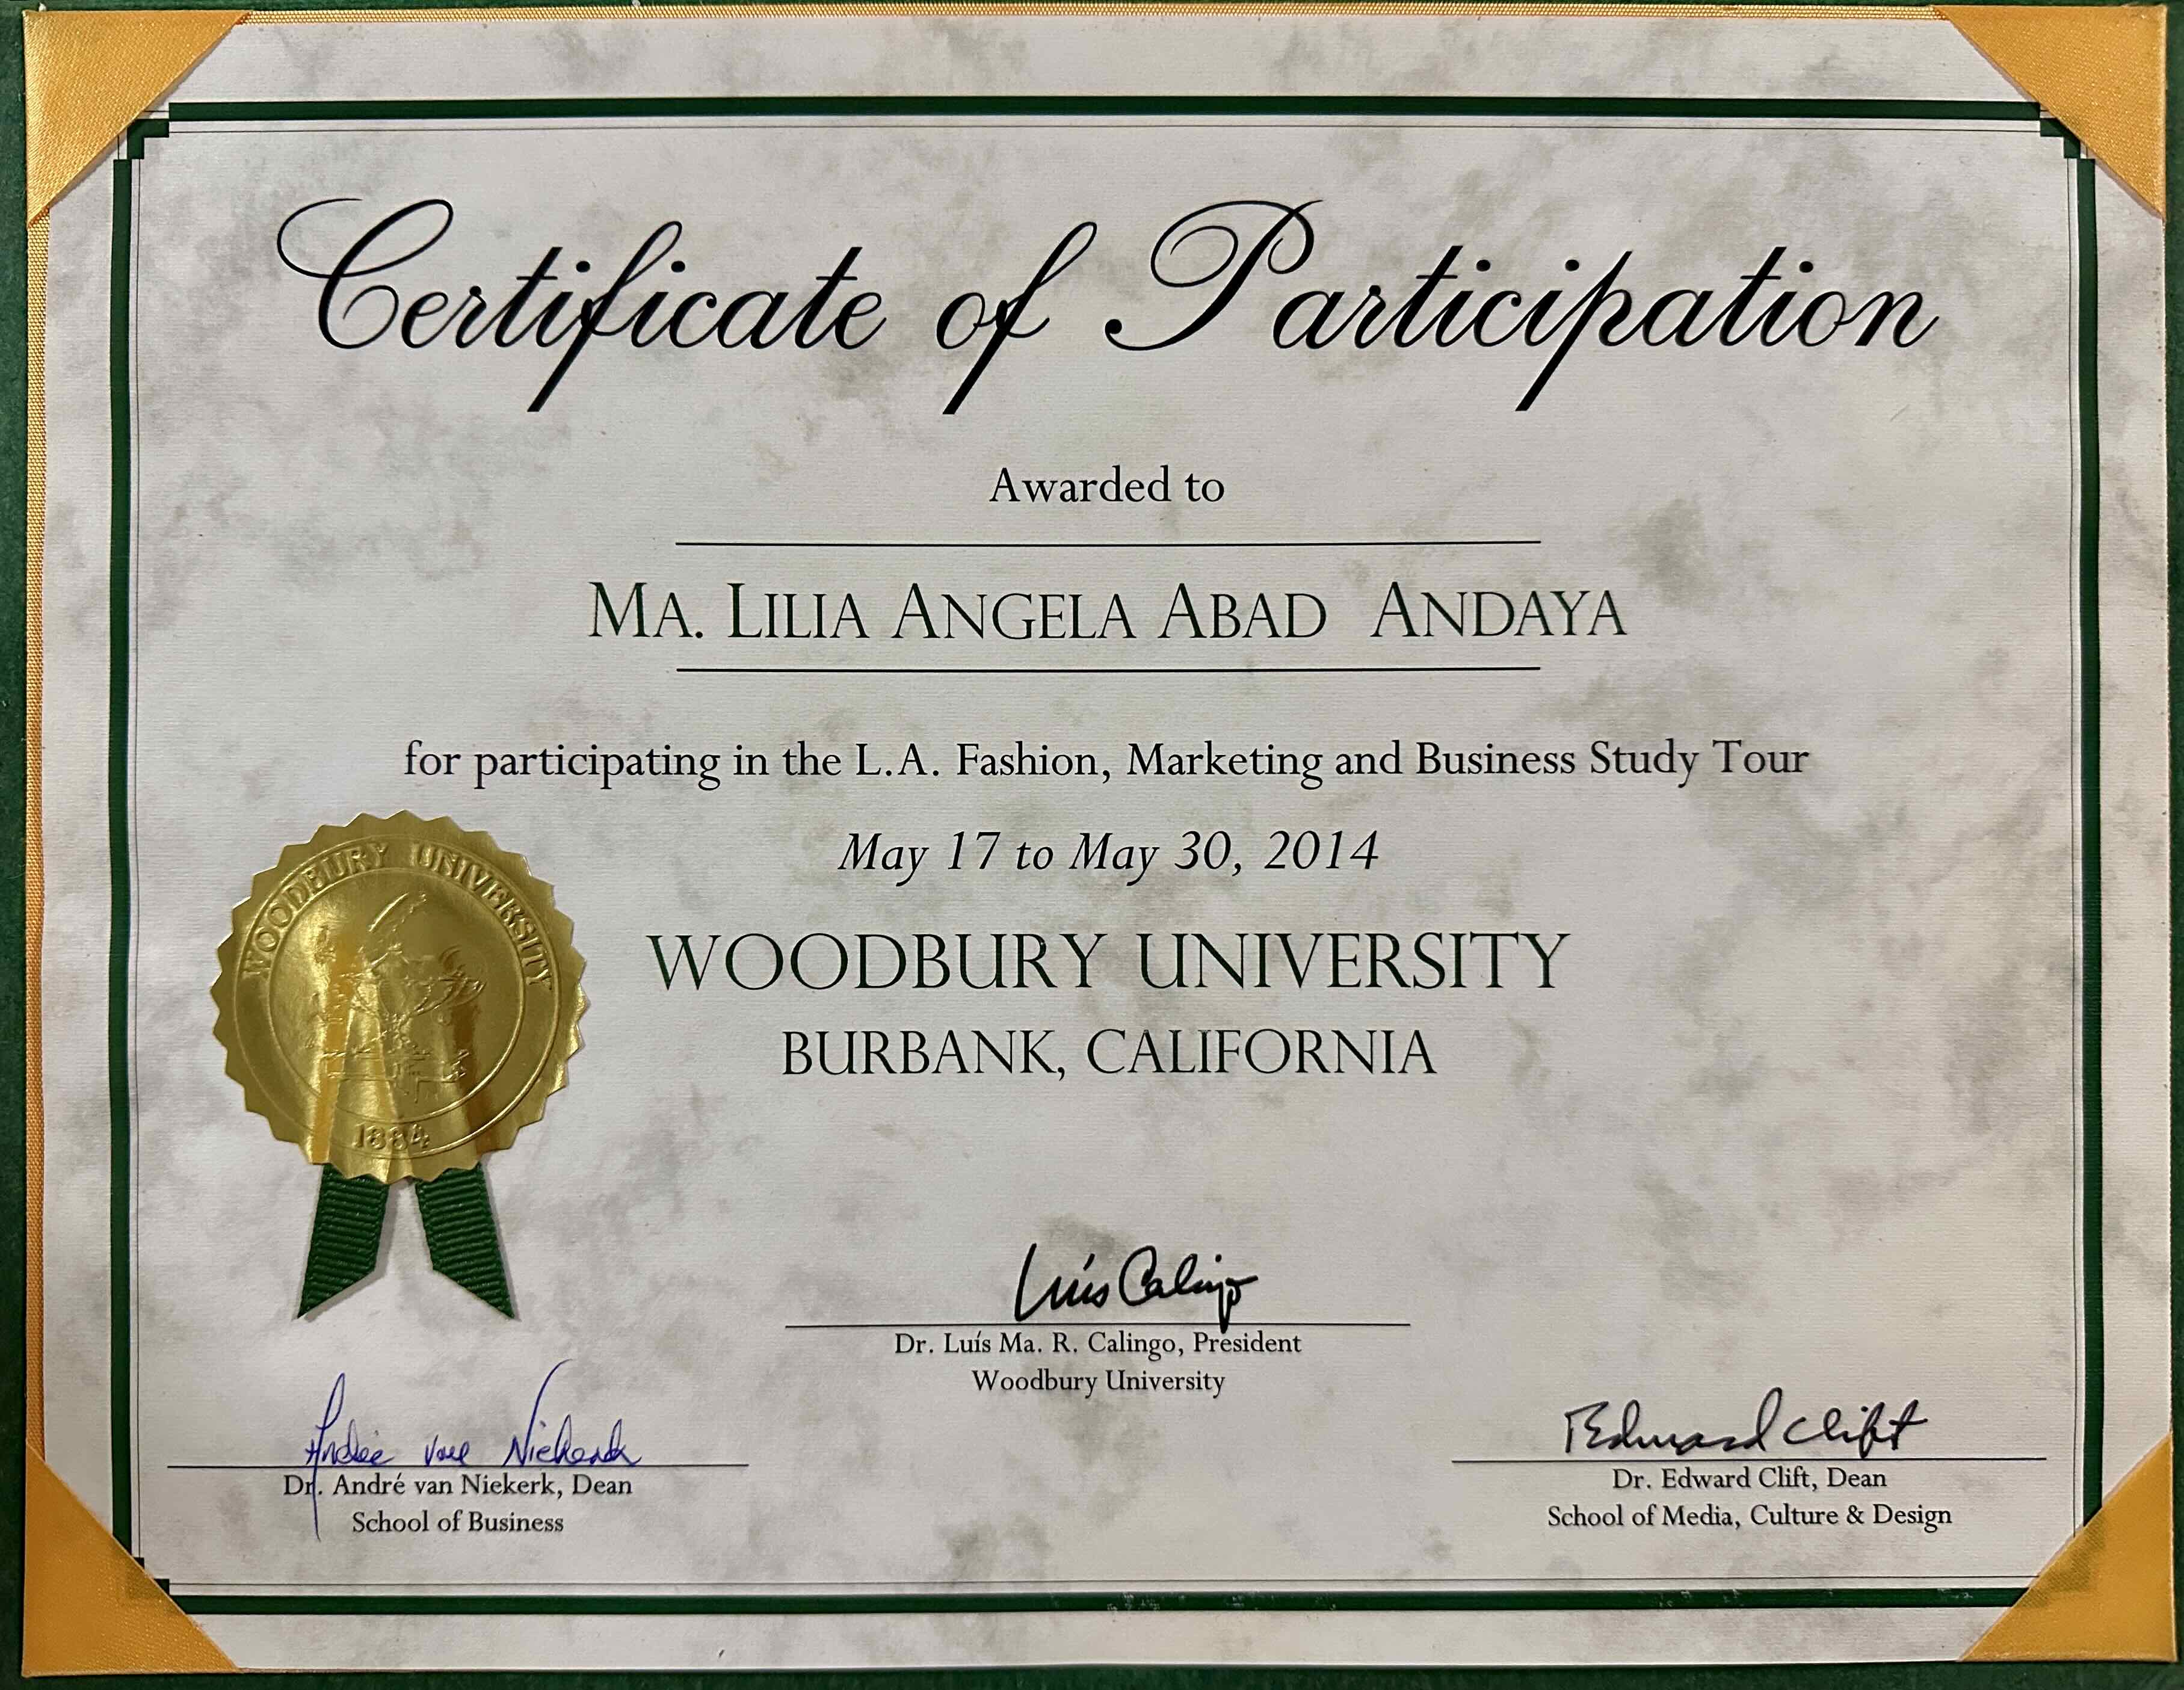 Certificate of Participation
Awarded to
MA. LILIA ANGELA ABAD ANDAYA
for participating in the L.A. Fashion, Marketing and Business Study Tour
May 17 to May 30, 2014
WOODBURY UNIVERSITY
1884
WOODBURY UNIVERSITY
BURBANK, CALIFORNIA
Luís Calingo
Dr. Luís Ma. R. Calingo, President
Woodbury University
André van Niekerk
Dr. André van Niekerk, Dean
School of Business
Edward Clift
Dr. Edward Clift, Dean
School of Media, Culture & Design